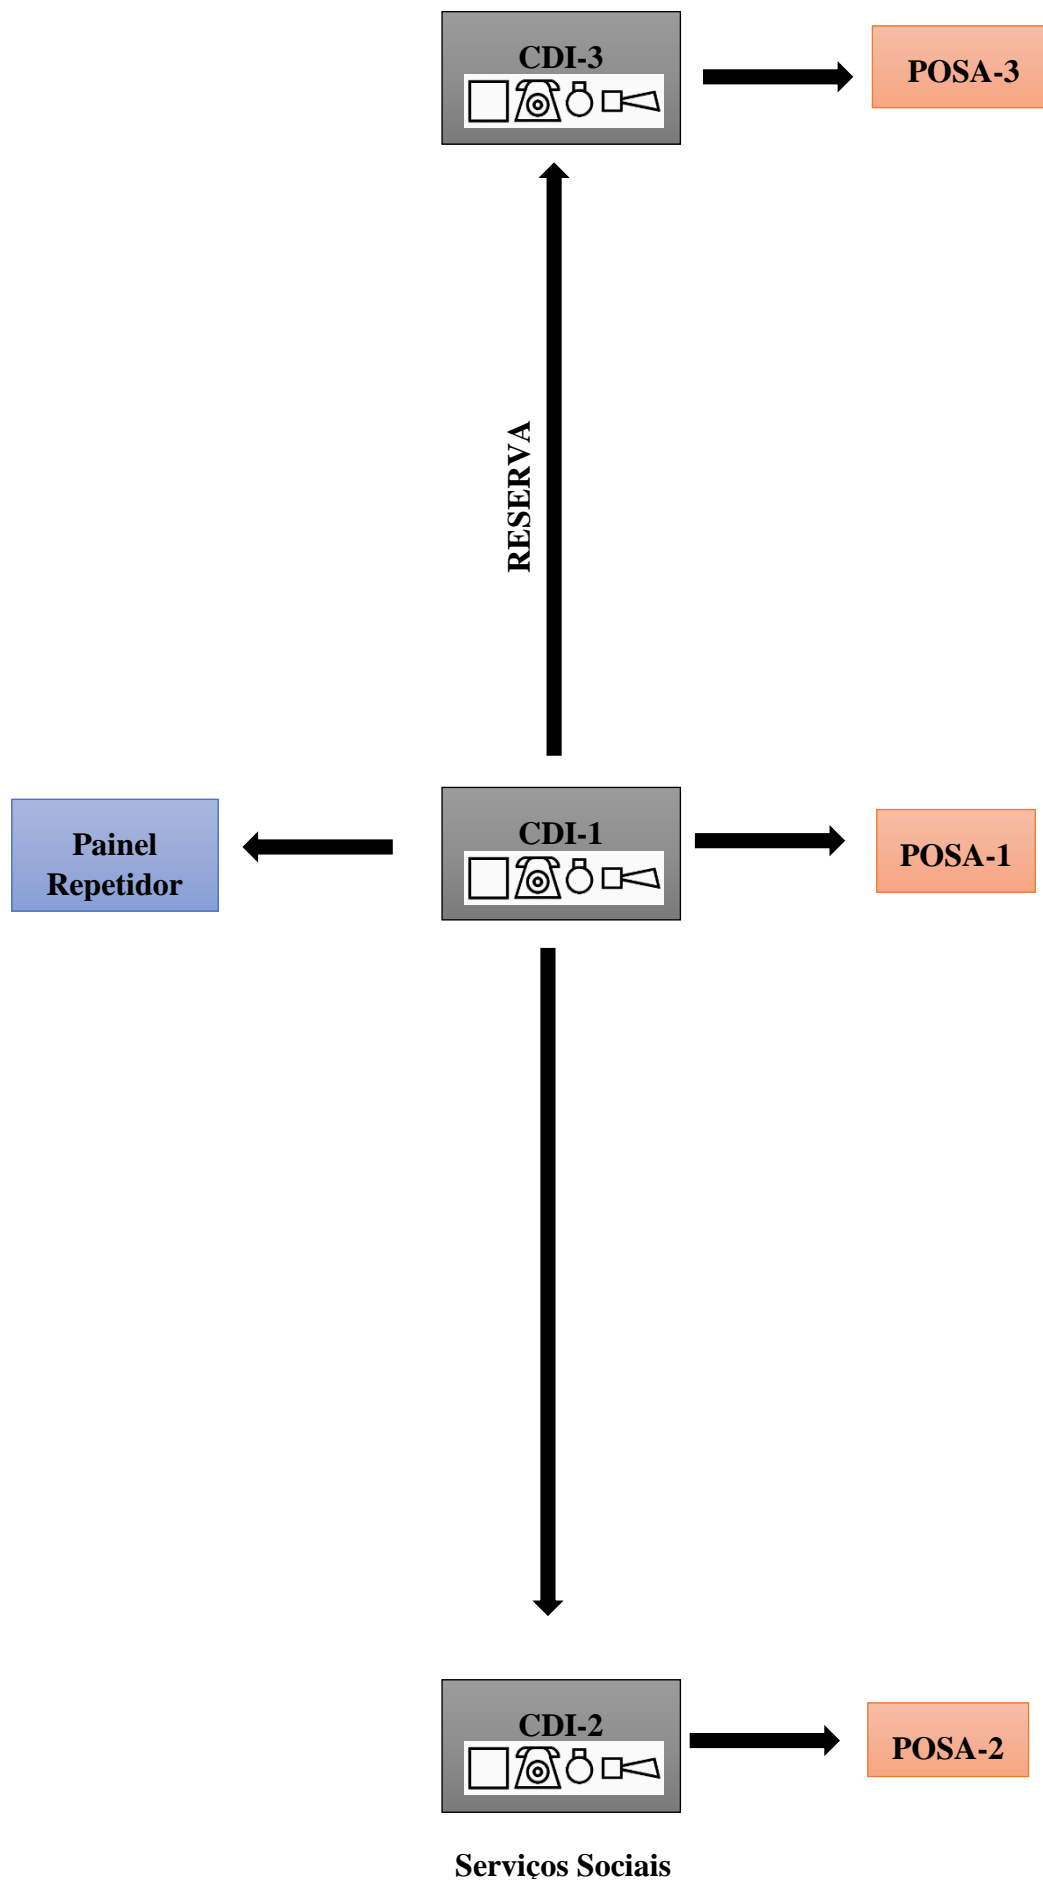 CDI-3
POSA-3
RESERVA
Painel
Repetidor
CDI-1
POSA-1
CDI-2
POSA-2
Serviços Sociais